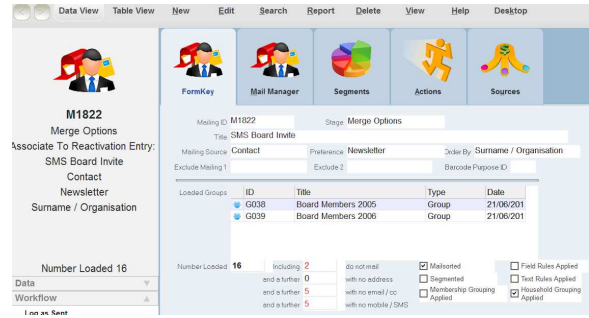 Data View Table View New Edit Search Report Delete View Help Desktop
FormKey Mail Manager Segments Actions Sources
M1822
Merge Options
Associate To Reactivation Entry:
SMS Board Invite
Contact
Newsletter
Surname / Organisation
Number Loaded 16
Data
Workflow
Log as Sent
Mailing ID M1822 Stage Merge Options
Title SMS Board Invite
Mailing Source Contact Preference Newsletter Order By Surname / Organisation
Exclude Mailing 1 Exclude 2 Barcode Purpose ID
Loaded Groups ID Title Type Date
G038 Board Members 2005 Group 21/06/201
G039 Board Members 2006 Group 21/06/201
Number Loaded 16 Including 2 do not mail Mailsorted Field Rules Applied
and a further 0 with no address Segmented Text Rules Applied
and a further 5 with no email / cc Membership Grouping Applied Household Grouping Applied
and a further 5 with no mobile / SMS